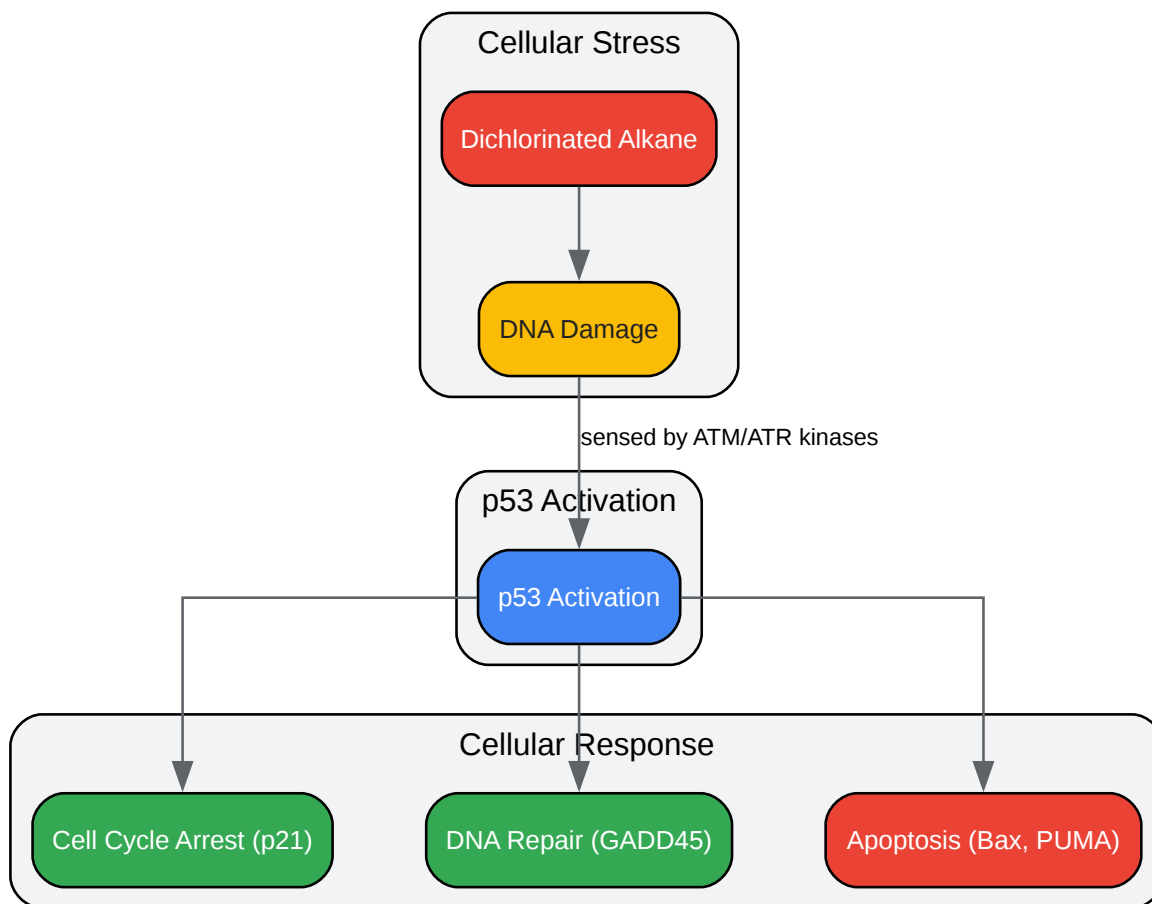 Cellular Stress
Dichlorinated Alkane
DNA Damage
sensed by ATM/ATR kinases
p53 Activation
p53 Activation
Cellular Response
Cell Cycle Arrest (p21)
DNA Repair (GADD45)
Apoptosis (Bax, PUMA)